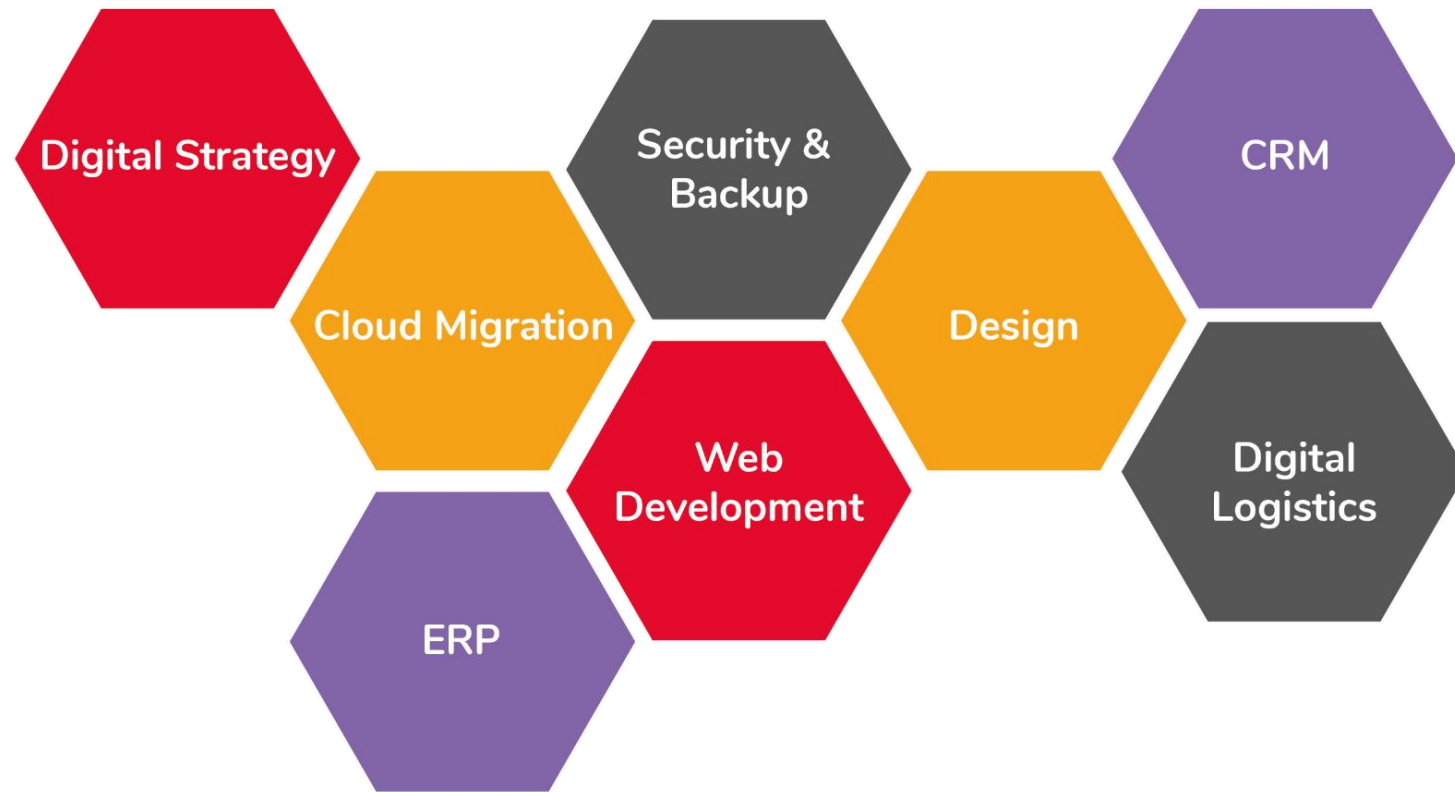 Digital Strategy
Cloud Migration
Security &
Backup
Web
Development
ERP
Design
CRM
Digital
Logistics